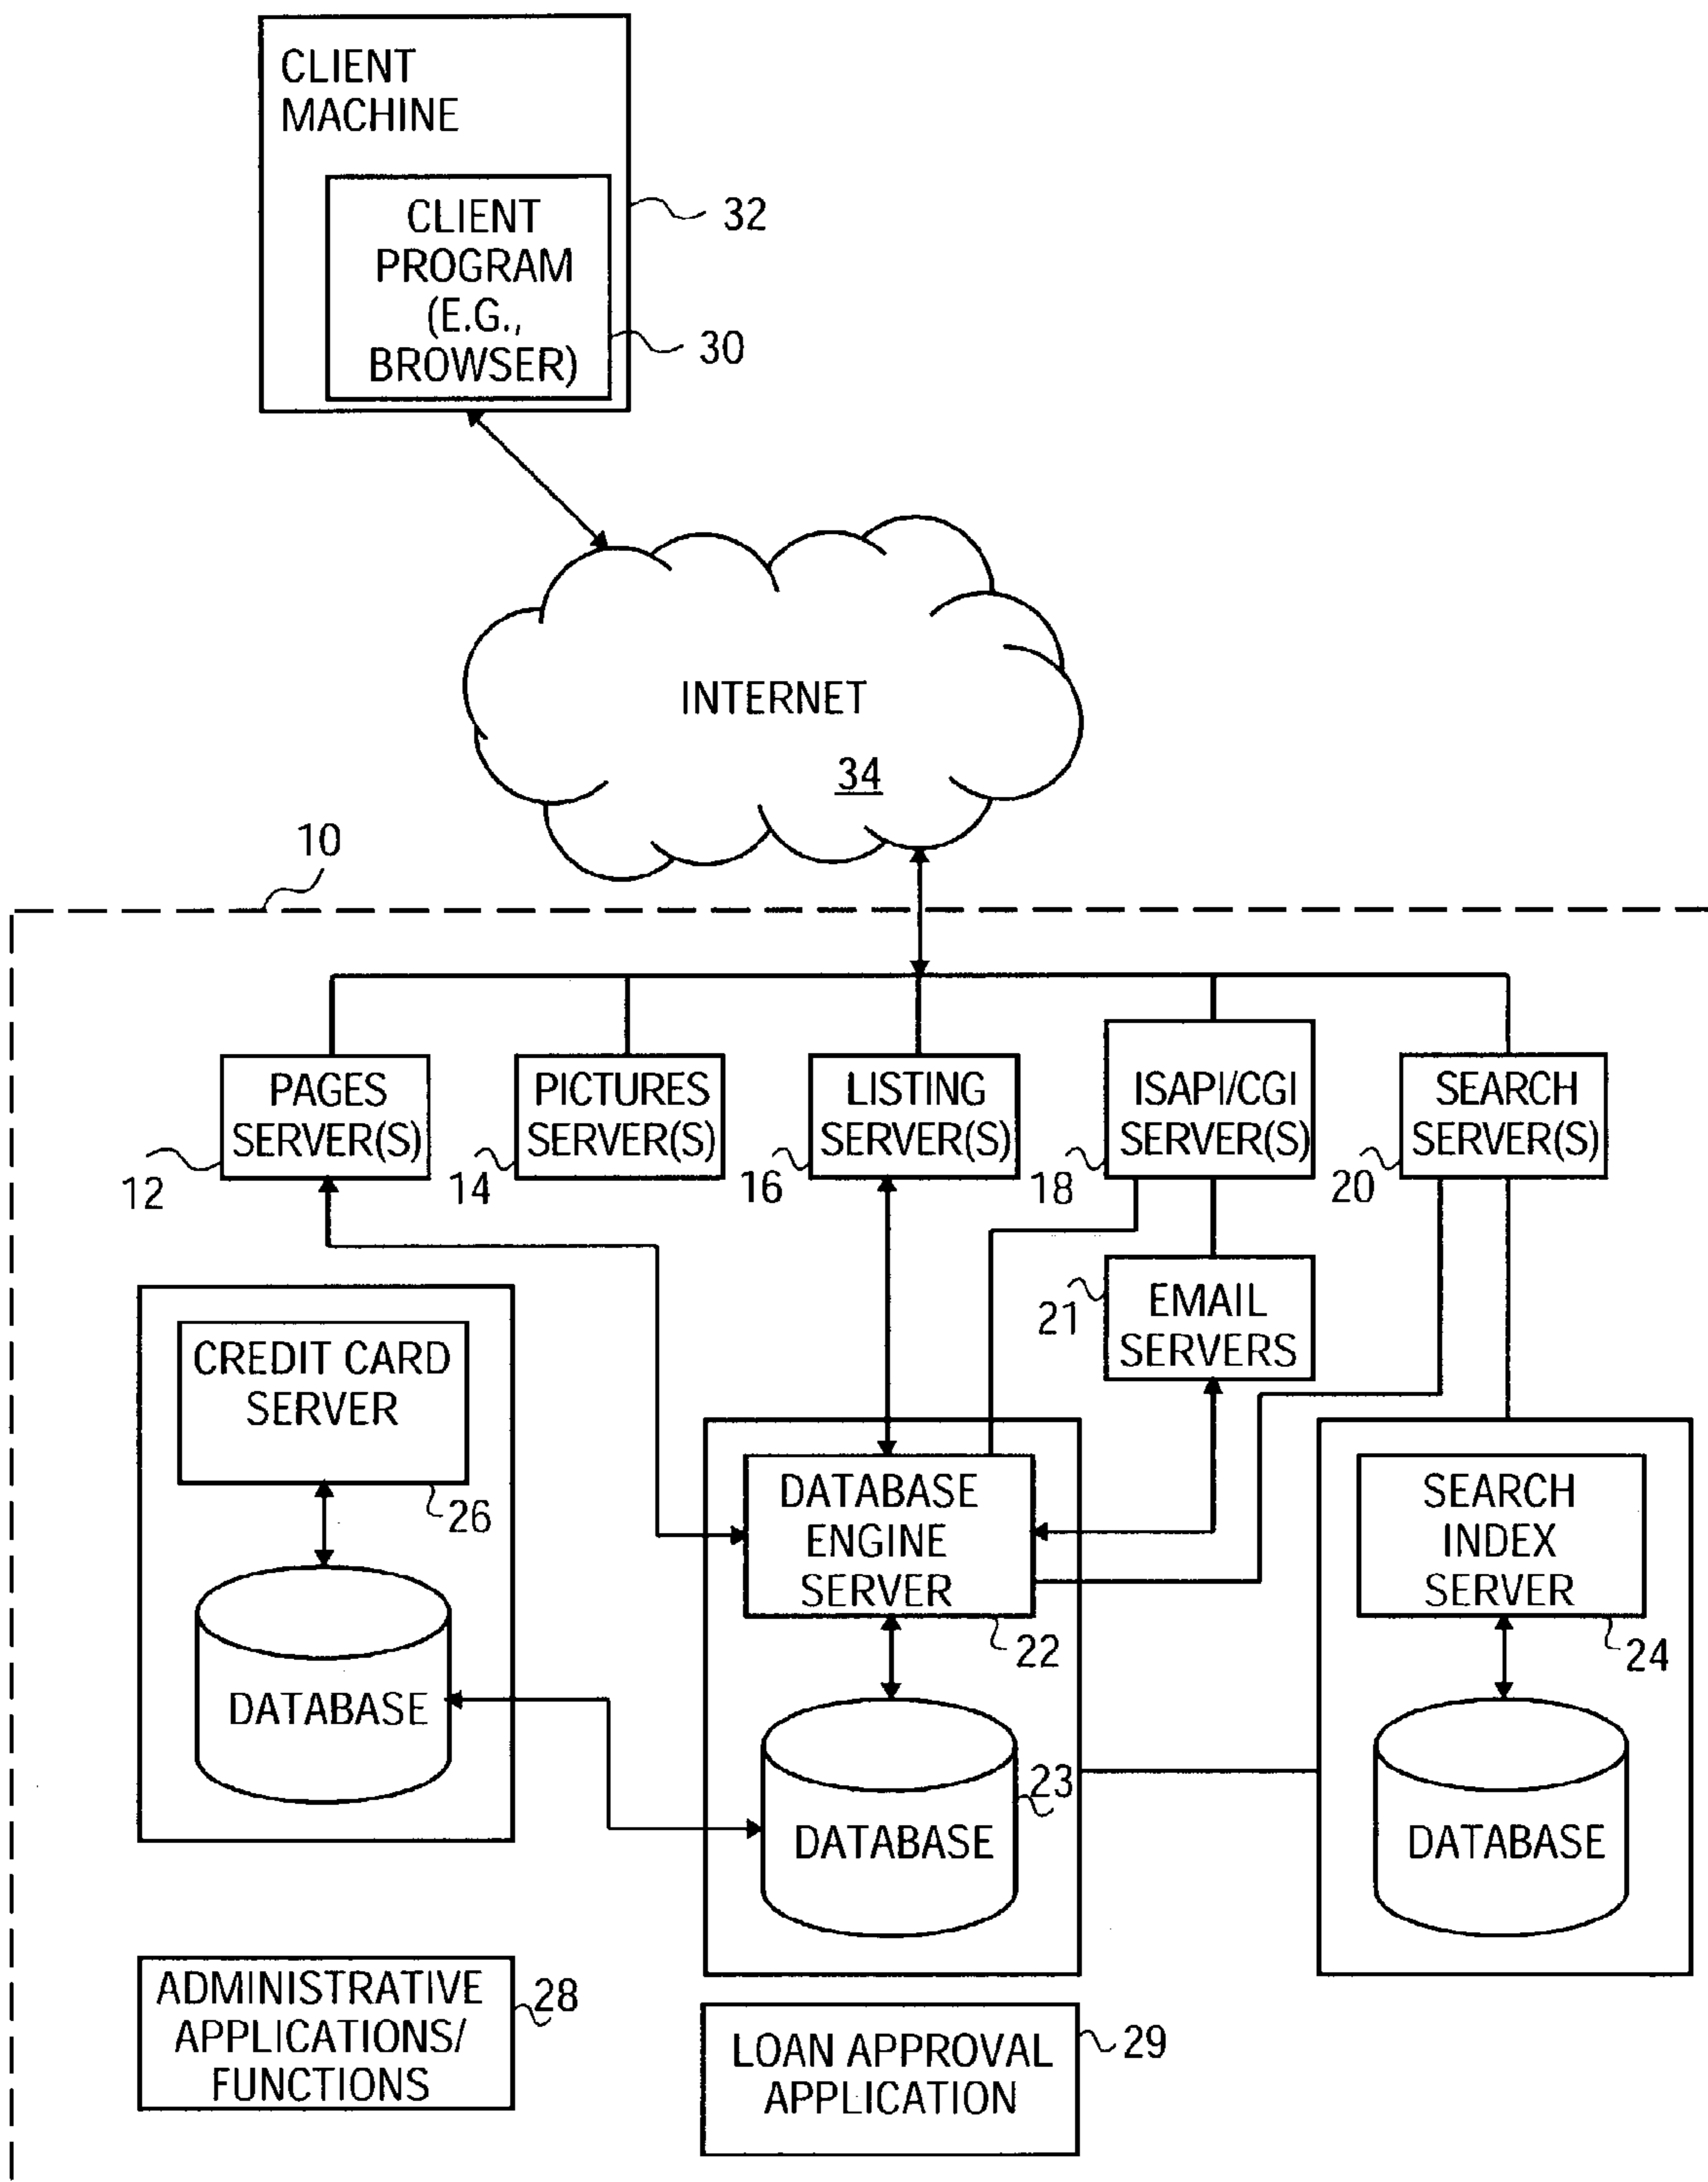 CLIENT
MACHINE
CLIENT
PROGRAM
(E.G.,
BROWSER)
32
30
INTERNET
34
10
PAGES
SERVER(S)
12
PICTURES
SERVER(S)
14
LISTING
SERVER(S)
16
ISAPI/CGI
SERVER(S)
18
SEARCH
SERVER(S)
20
EMAIL
SERVERS
21
CREDIT CARD
SERVER
26
DATABASE
DATABASE
ENGINE
SERVER
22
23
DATABASE
SEARCH
INDEX
SERVER
24
DATABASE
ADMINISTRATIVE
APPLICATIONS/
FUNCTIONS
28
LOAN APPROVAL
APPLICATION
29